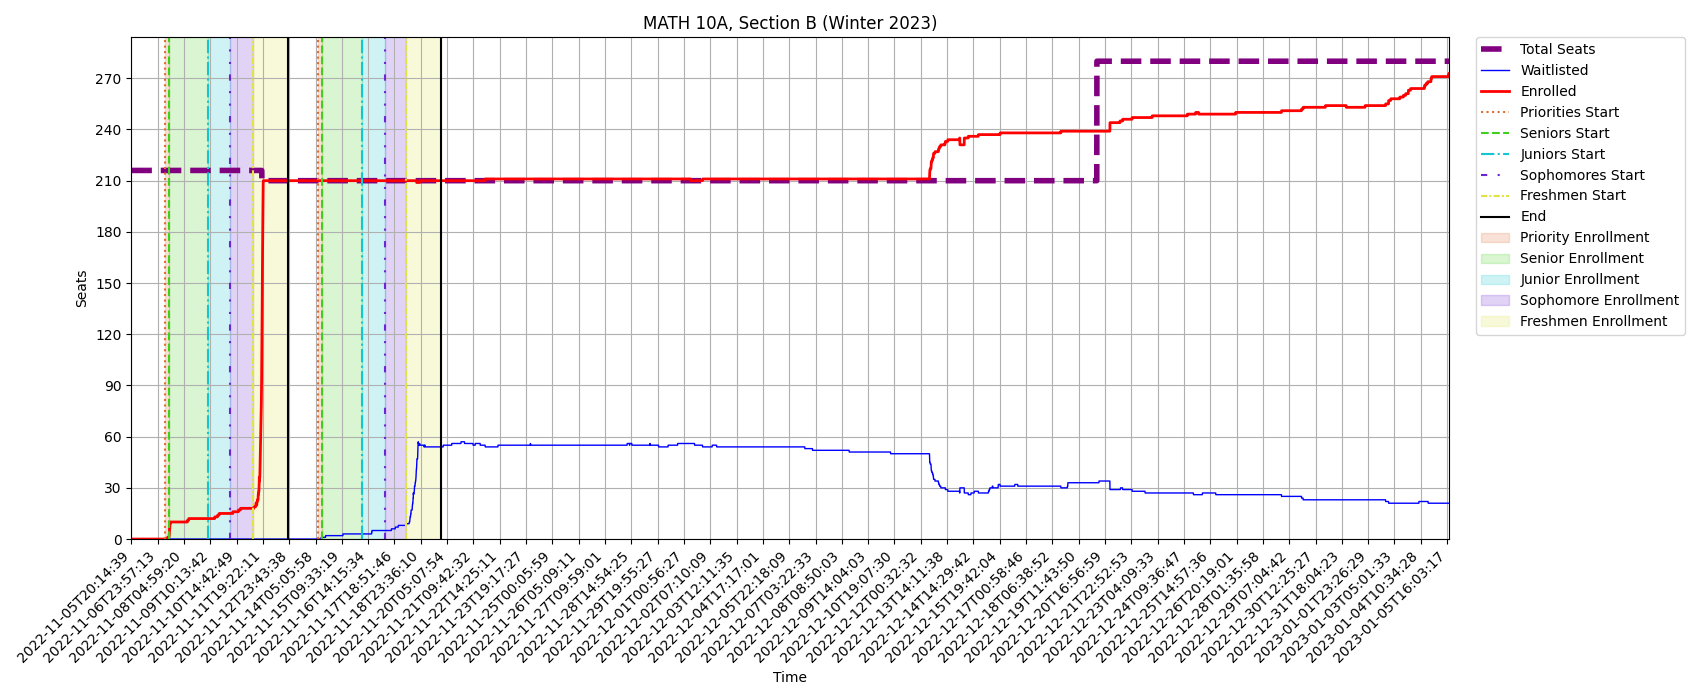 MATH 10A, Section B (Winter 2023)
Total Seats
Waitlisted
Enrolled
Priorities Start
Seniors Start
Juniors Start
Sophomores Start
Freshmen Start
End
Priority Enrollment
Senior Enrollment
Junior Enrollment
Sophomore Enrollment
Freshmen Enrollment
Seats
270
240
210
180
150
120
90
60
30
0
2022-11-05T20:14:39
2022-11-06T23:57:13
2022-11-08T04:59:20
2022-11-09T10:13:42
2022-11-10T14:42:49
2022-11-11T19:22:11
2022-11-12T23:43:38
2022-11-14T05:05:58
2022-11-15T09:33:19
2022-11-16T14:15:34
2022-11-17T18:51:46
2022-11-18T23:36:10
2022-11-20T05:07:54
2022-11-21T09:42:32
2022-11-22T14:25:11
2022-11-23T19:17:27
2022-11-25T00:05:59
2022-11-26T05:09:11
2022-11-27T09:59:01
2022-11-28T14:54:25
2022-11-29T19:55:27
2022-12-01T00:56:27
2022-12-02T07:10:09
2022-12-03T12:11:35
2022-12-04T17:17:01
2022-12-05T22:18:09
2022-12-07T03:22:33
2022-12-08T08:50:03
2022-12-09T14:04:03
2022-12-10T19:07:30
2022-12-12T00:32:32
2022-12-13T14:11:38
2022-12-14T14:29:42
2022-12-15T19:42:04
2022-12-17T00:58:46
2022-12-18T06:38:52
2022-12-19T11:43:50
2022-12-20T16:56:59
2022-12-21T22:52:53
2022-12-23T04:09:33
2022-12-24T09:36:47
2022-12-25T14:57:36
2022-12-26T20:19:01
2022-12-28T01:35:58
2022-12-29T07:04:42
2022-12-30T12:25:27
2022-12-31T18:04:23
2023-01-01T23:26:29
2023-01-03T05:01:33
2023-01-04T10:34:28
2023-01-05T16:03:17
Time